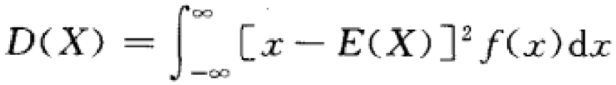 D(X) = ∫_{-∞}^{∞} [x − E(X)]² f(x)dx